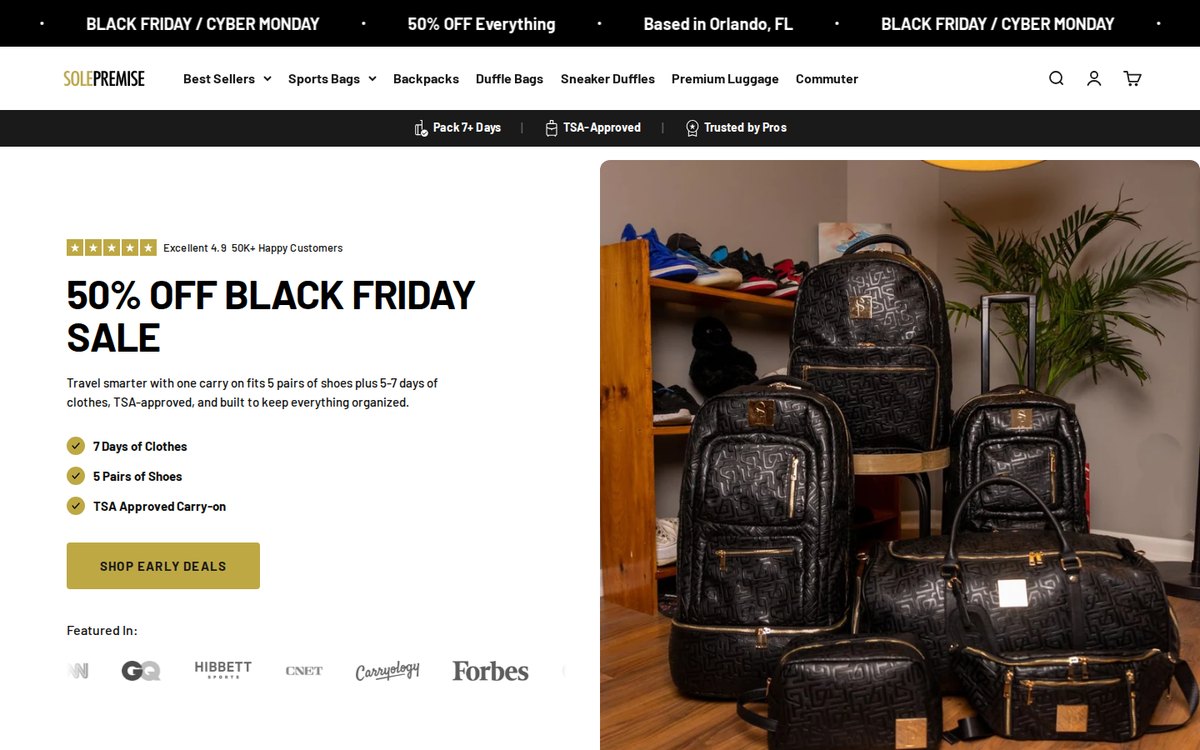 BLACK FRIDAY / CYBER MONDAY • 50% OFF Everything • Based in Orlando, FL • BLACK FRIDAY / CYBER MONDAY
SOLEPREMISE
Best Sellers Sports Bags Backpacks Duffle Bags Sneaker Duffles Premium Luggage Commuter
Pack 7+ Days | TSA-Approved | Trusted by Pros
Excellent 4.9 50K+ Happy Customers
50% OFF BLACK FRIDAY
SALE
Travel smarter with one carry on fits 5 pairs of shoes plus 5-7 days of
clothes, TSA-approved, and built to keep everything organized.
7 Days of Clothes
5 Pairs of Shoes
TSA Approved Carry-on
SHOP EARLY DEALS
Featured In:
GQ HIBBETT SPORTS CNET Carryology Forbes